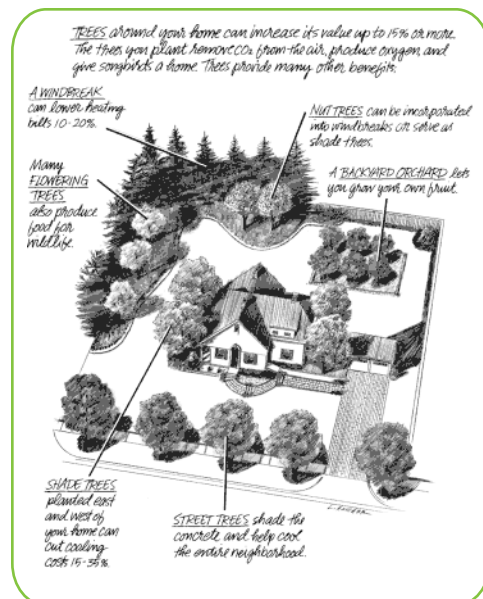 TREES around your home can increase its value up to 15% or more.
The trees you plant remove CO₂ from the air, produce oxygen, and
give songbirds a home. Trees provide many other benefits:
A WINDBREAK
can lower heating
bills 10-20%.
NUT TREES can be incorporated
into windbreaks or serve as
shade trees.
Many
FLOWERING
TREES
also produce
food for
wildlife.
A BACKYARD ORCHARD lets
you grow your own fruit.
SHADE TREES
planted east
and west of
your home can
cut cooling
costs 15-35%.
STREET TREES shade the
concrete and help cool
the entire neighborhood.